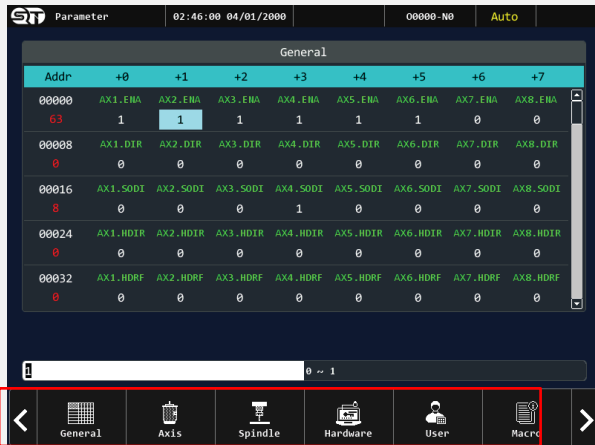 ST Parameter 02:46:00 04/01/2000 O0000-N0 Auto
General
Addr +0 +1 +2 +3 +4 +5 +6 +7
00000 AX1.ENA AX2.ENA AX3.ENA AX4.ENA AX5.ENA AX6.ENA AX7.ENA AX8.ENA
63 1 1 1 1 1 1 0 0
00008 AX1.DIR AX2.DIR AX3.DIR AX4.DIR AX5.DIR AX6.DIR AX7.DIR AX8.DIR
0 0 0 0 0 0 0 0 0
00016 AX1.SODI AX2.SODI AX3.SODI AX4.SODI AX5.SODI AX6.SODI AX7.SODI AX8.SODI
8 0 0 0 1 0 0 0 0
00024 AX1.HDIR AX2.HDIR AX3.HDIR AX4.HDIR AX5.HDIR AX6.HDIR AX7.HDIR AX8.HDIR
0 0 0 0 0 0 0 0 0
00032 AX1.HDRF AX2.HDRF AX3.HDRF AX4.HDRF AX5.HDRF AX6.HDRF AX7.HDRF AX8.HDRF
0 0 0 0 0 0 0 0 0
1 0 ~ 1
General Axis Spindle Hardware User Macro